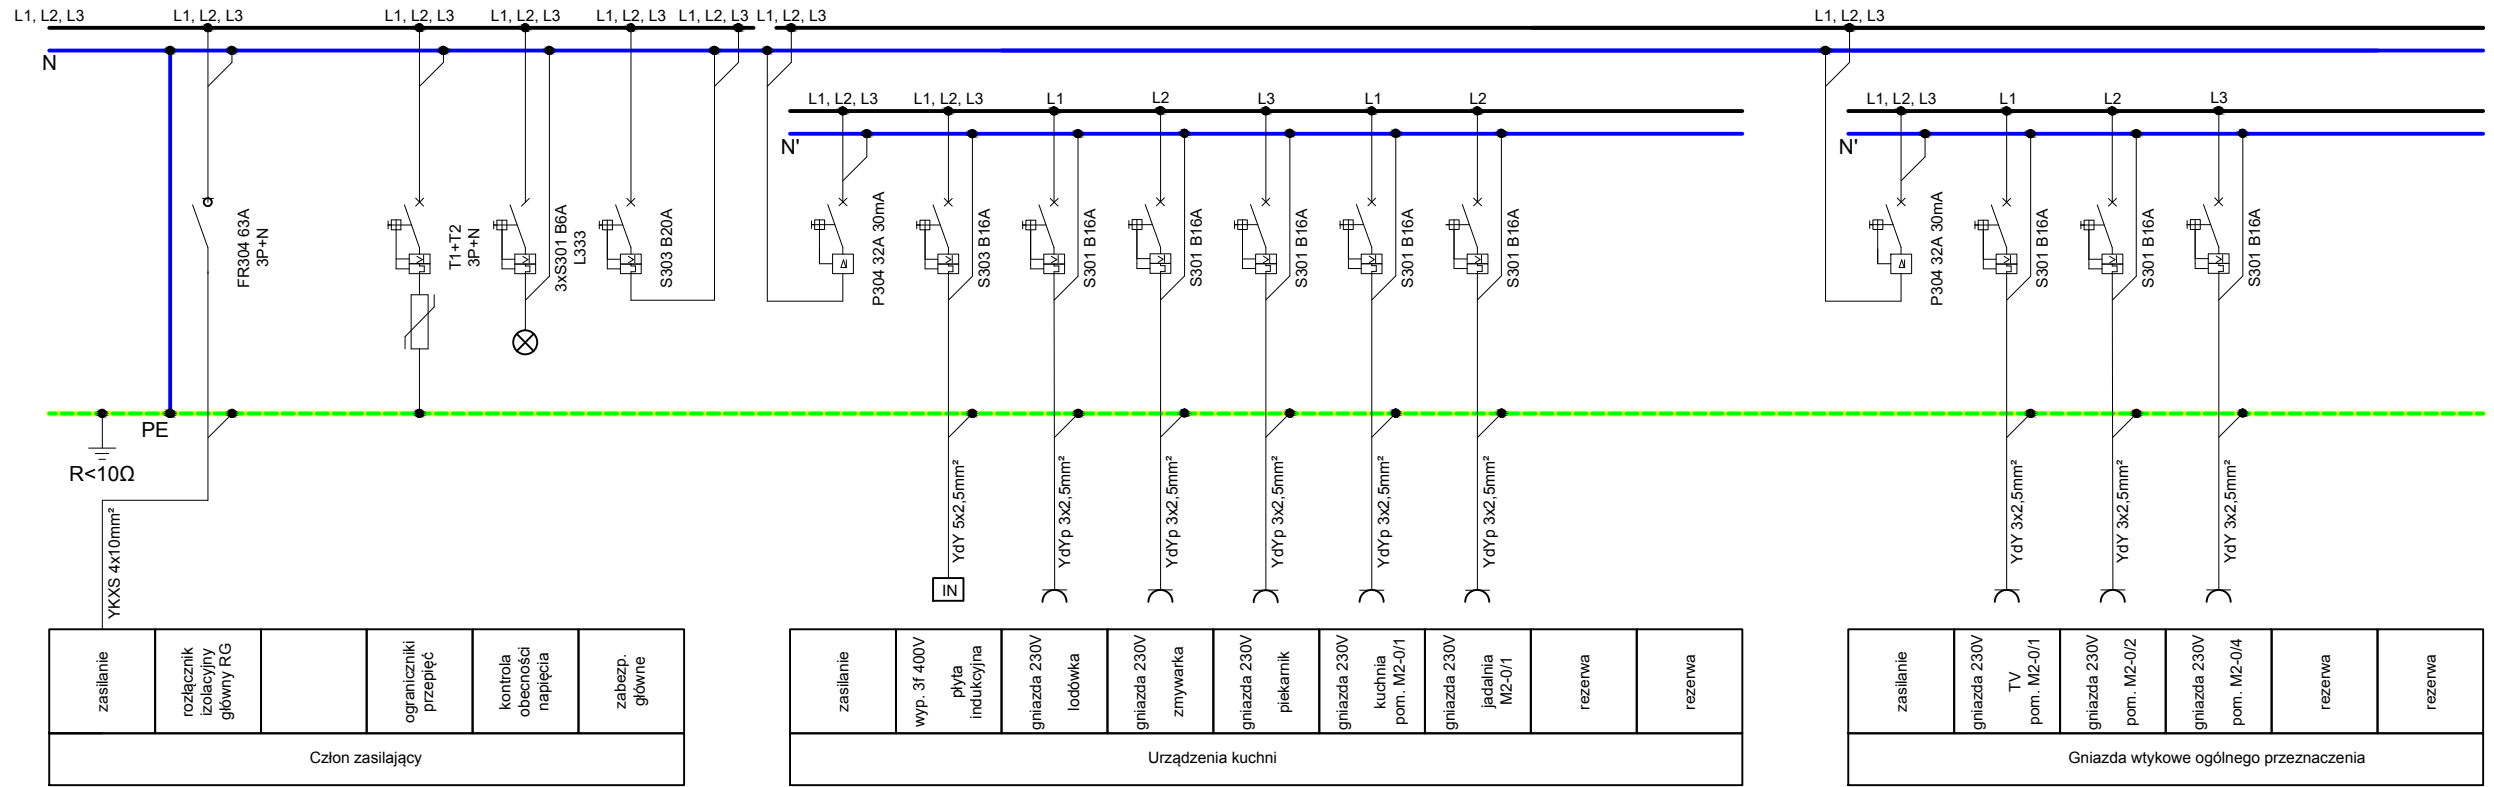 L1, L2, L3
L1, L2, L3
L1, L2, L3
L1, L2, L3
L1, L2, L3
L1, L2, L3
L1, L2, L3
L1, L2, L3
N
L1, L2, L3
L1, L2, L3
L1
L2
L3
L1
L2
L1, L2, L3
L1
L2
L3
N'
N'
FR304 63A
3P+N
T1+T2
3P+N
3xS301 B6A
L333
S303 B20A
P304 32A 30mA
S303 B16A
S301 B16A
S301 B16A
S301 B16A
S301 B16A
S301 B16A
P304 32A 30mA
S301 B16A
S301 B16A
S301 B16A
PE
R<10Ω
YKXS 4x10mm²
YdY 5x2,5mm²
YdYp 3x2,5mm²
YdYp 3x2,5mm²
YdYp 3x2,5mm²
YdYp 3x2,5mm²
YdYp 3x2,5mm²
YdY 3x2,5mm²
YdY 3x2,5mm²
YdY 3x2,5mm²
IN
zasilanie
rozłącznik
izolacyjny
główny RG
ograniczniki
przepięć
kontrola
obecności
napięcia
zabezp.
główne
Człon zasilający
zasilanie
wyp. 3f 400V
płyta
indukcyjna
gniazda 230V
lodówka
gniazda 230V
zmywarka
gniazda 230V
piekarnik
gniazda 230V
kuchnia
pom. M2-0/1
gniazda 230V
jadalnia
M2-0/1
rezerwa
rezerwa
Urządzenia kuchni
zasilanie
gniazda 230V
TV
pom. M2-0/1
gniazda 230V
pom. M2-0/2
gniazda 230V
pom. M2-0/4
rezerwa
rezerwa
Gniazda wtykowe ogólnego przeznaczenia